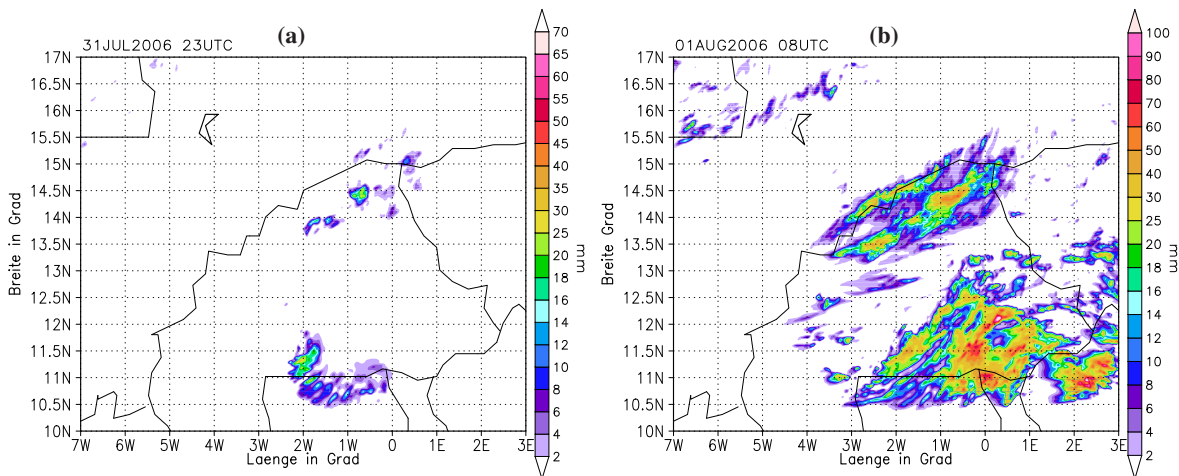 (a)
31JUL2006 23UTC
17N
16.5N
16N
15.5N
15N
14.5N
14N
13.5N
13N
12.5N
12N
11.5N
11N
10.5N
10N
7W 6W 5W 4W 3W 2W 1W 0 1E 2E 3E
Laenge in Grad
Breite in Grad
70
65
60
55
50
45
40
35
30
25
20
18
16
14
12
10
8
6
4
2
mm
(b)
01AUG2006 08UTC
17N
16.5N
16N
15.5N
15N
14.5N
14N
13.5N
13N
12.5N
12N
11.5N
11N
10.5N
10N
7W 6W 5W 4W 3W 2W 1W 0 1E 2E 3E
Laenge in Grad
Breite in Grad
100
90
80
70
60
50
40
30
25
20
18
16
14
12
10
8
6
4
2
mm